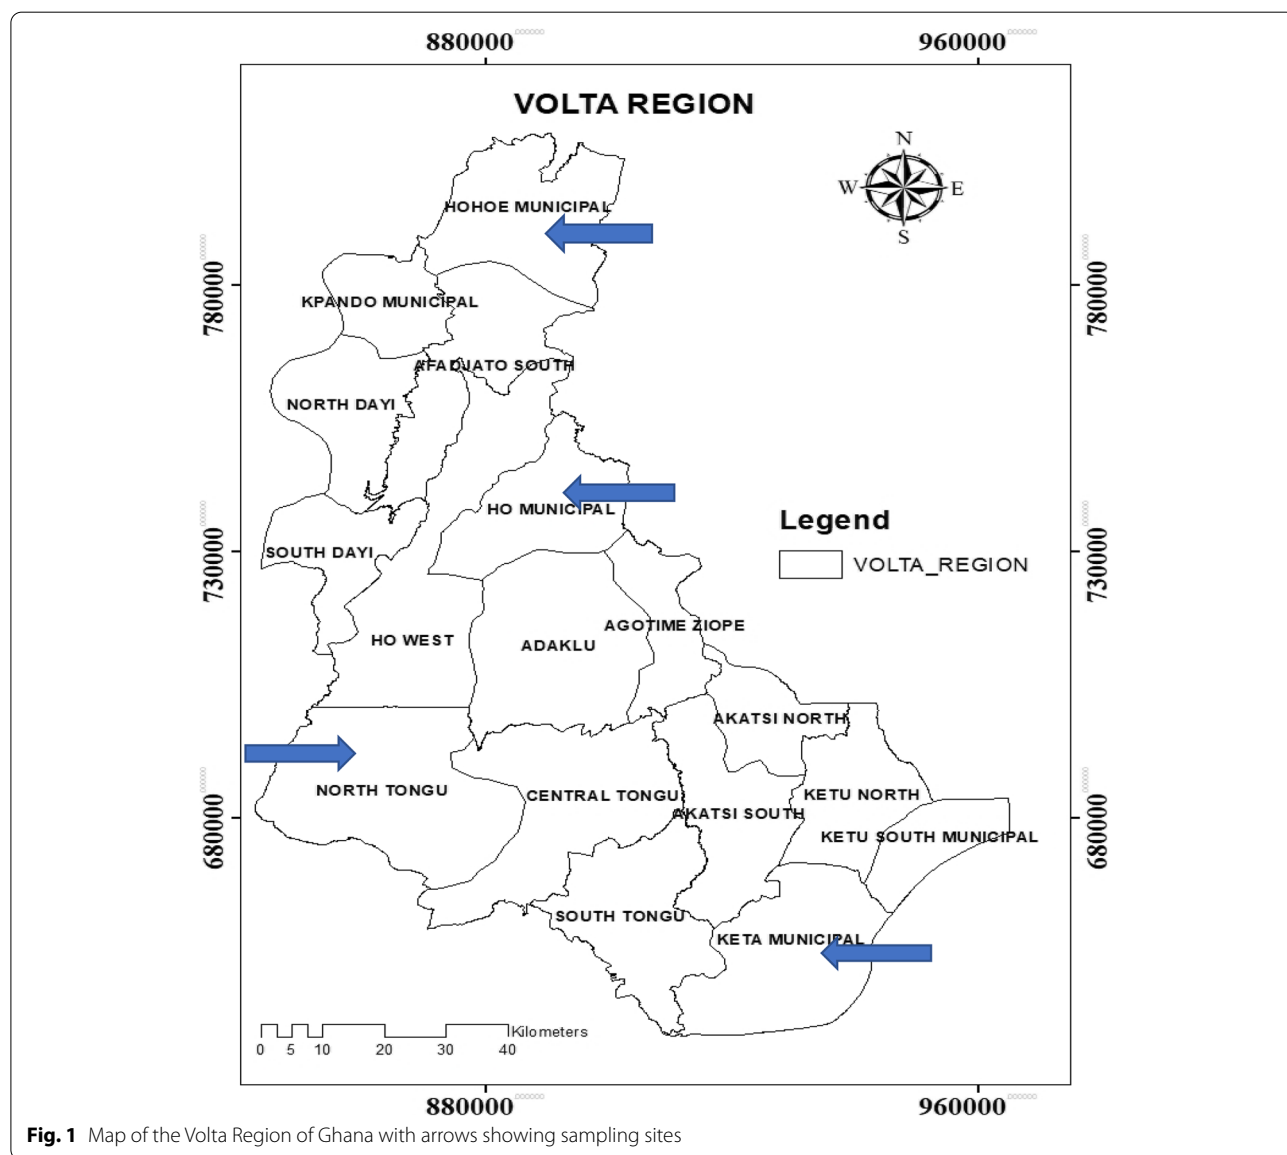 880000 960000
VOLTA REGION
N
W E
S
HOHOE MUNICIPAL
780000 780000
KPANDO MUNICIPAL
AFADJATO SOUTH
NORTH DAYI
HO MUNICIPAL
Legend
VOLTA_REGION
SOUTH DAYI
730000 730000
AGOTIME ZIOPE
HO WEST
ADAKLU
AKATSI NORTH
NORTH TONGU
CENTRAL TONGU
KETU NORTH
AKATSI SOUTH
680000 680000
KETU SOUTH MUNICIPAL
SOUTH TONGU
KETA MUNICIPAL
Kilometers
0 5 10 20 30 40
880000 960000
Fig. 1 Map of the Volta Region of Ghana with arrows showing sampling sites